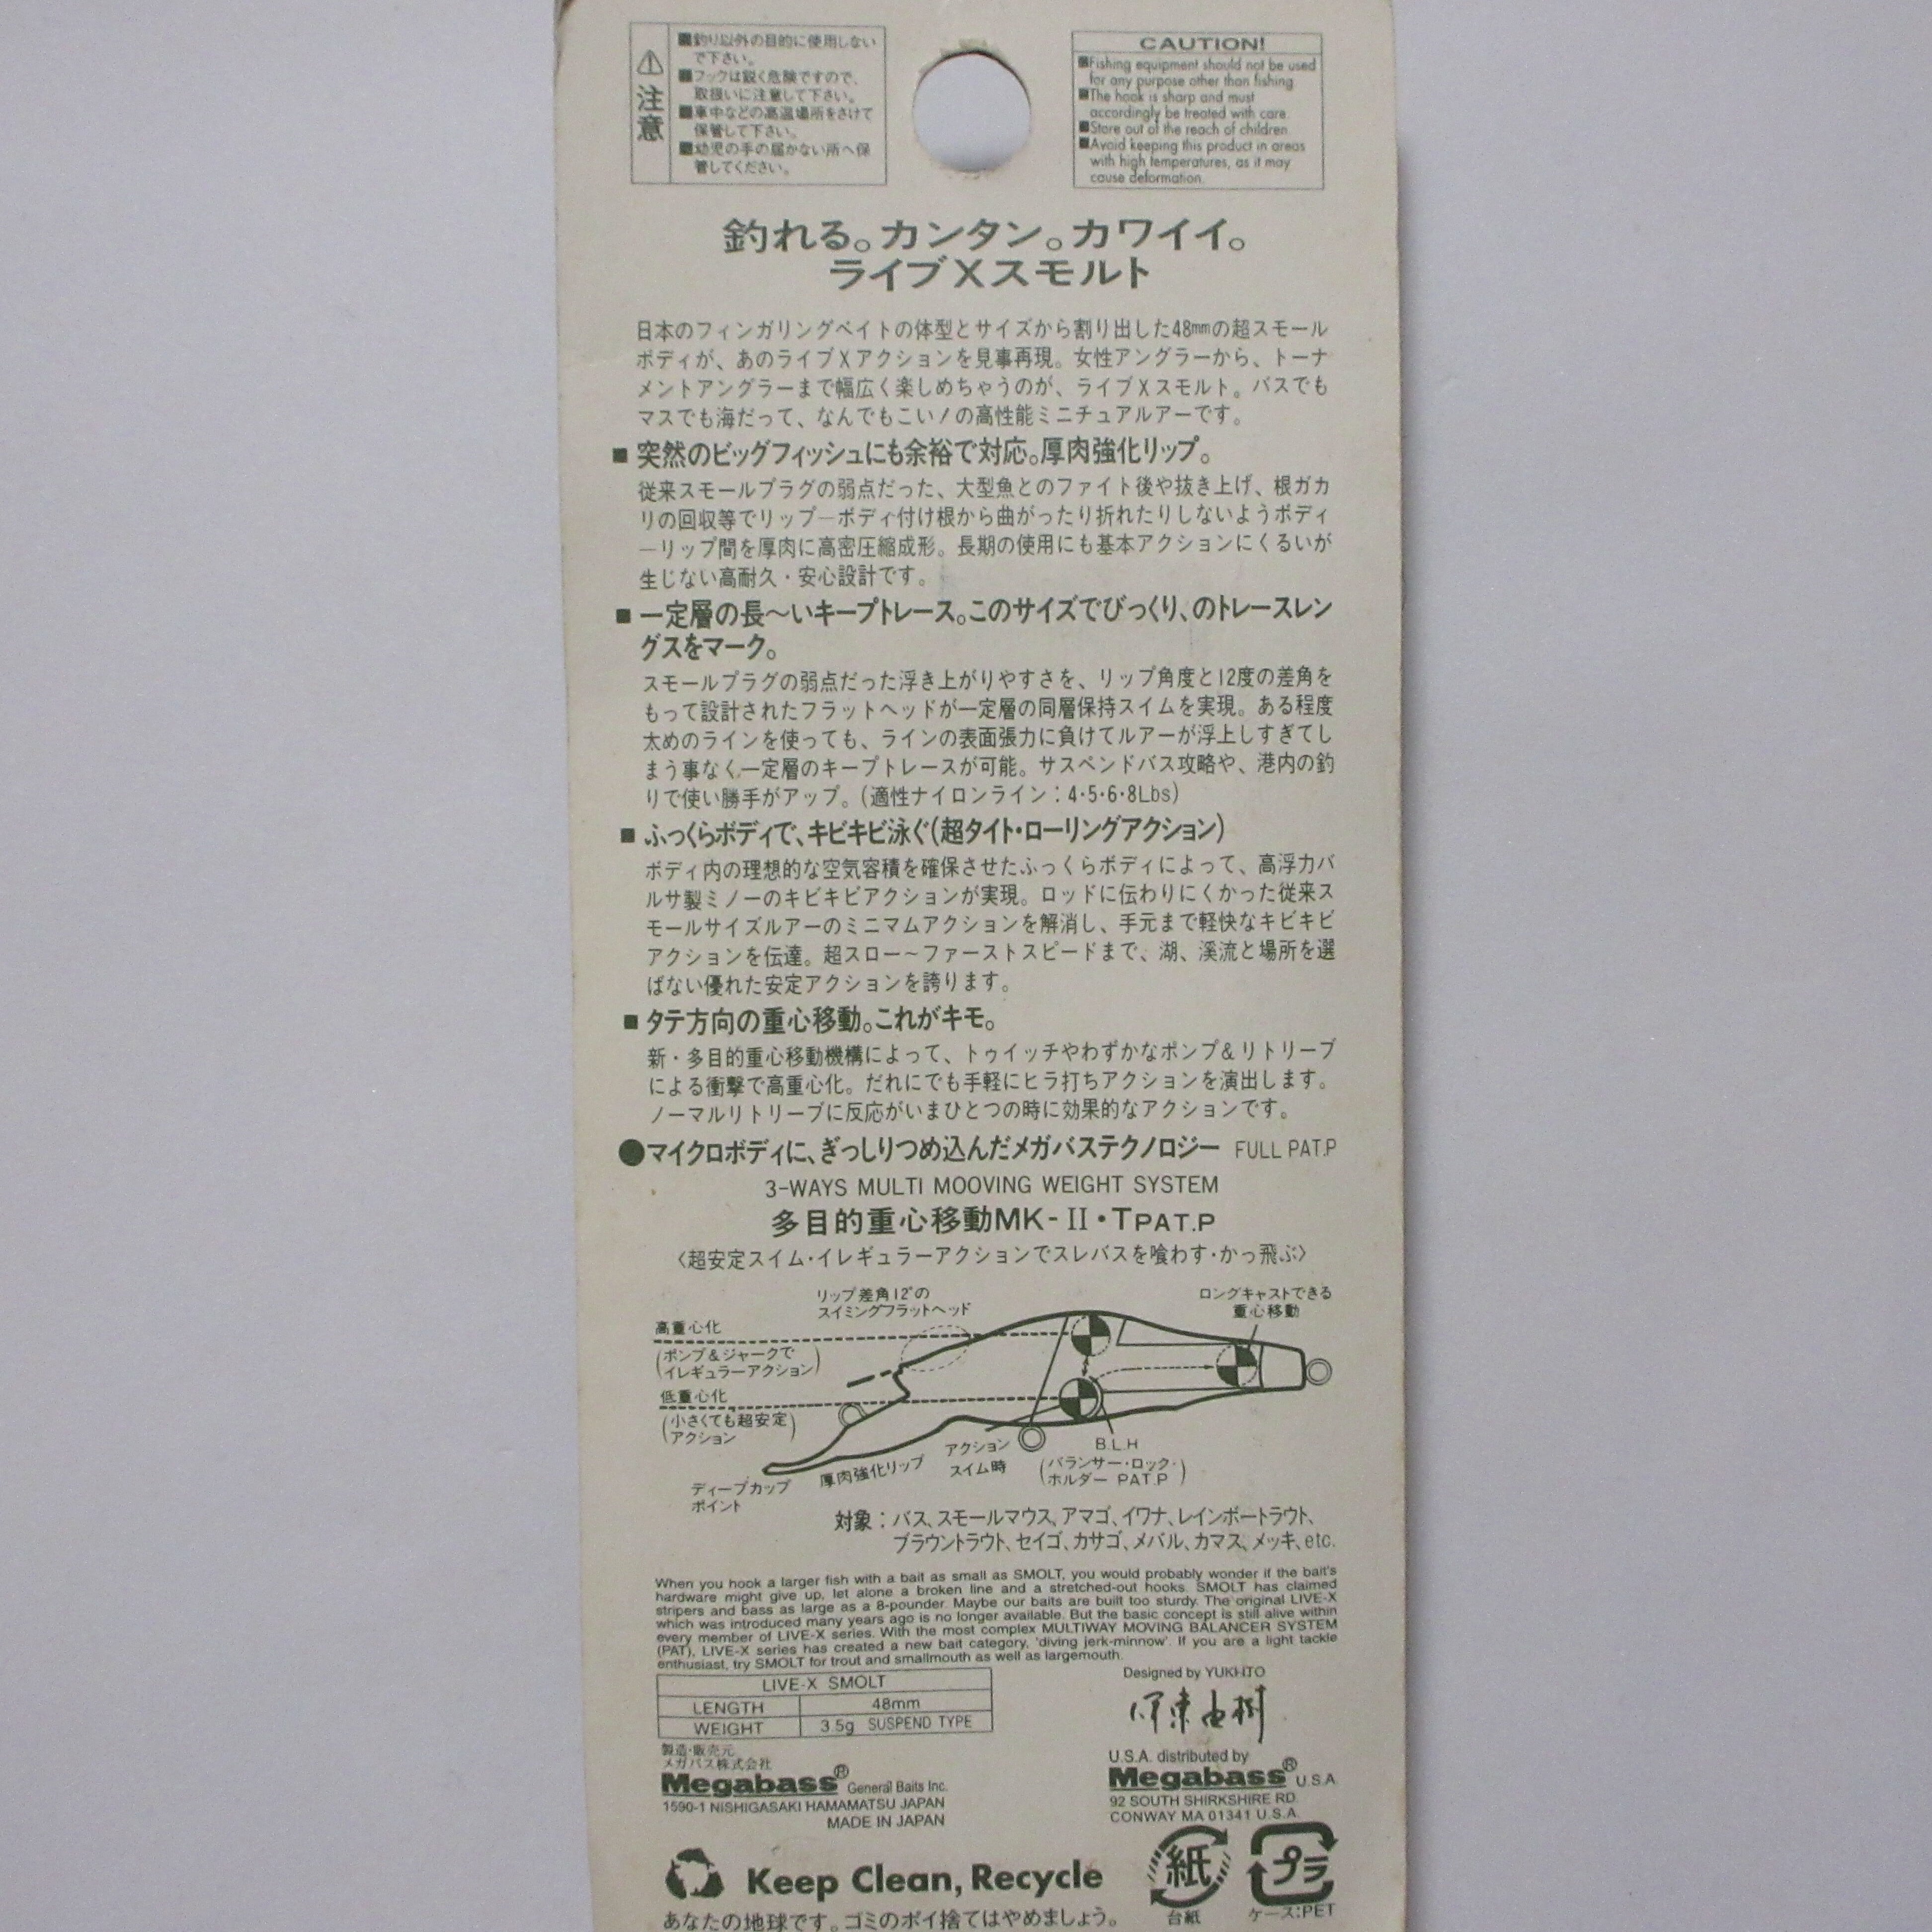 ⚠注意
■釣り以外の目的に使用しない
で下さい。
■フックは鋭く危険ですので、
取扱いに注意して下さい。
■車中などの高温場所をさけて
保管して下さい。
■幼児の手の届かない所へ保
管してください。
CAUTION!
■Fishing equipment should not be used
for any purpose other than fishing
■The hook is sharp and must
accordingly be treated with care.
■Store out of the reach of children.
■Avoid keeping this product in areas
with high temperatures, as it may
cause deformation.
釣れる。カンタン。カワイイ。
ライブXスモルト
日本のフィンガリングベイトの体型とサイズから割り出した48mmの超スモール
ボディが、あのライブXアクションを見事再現。女性アングラーから、トーナ
メントアングラーまで幅広く楽しめちゃうのが、ライブXスモルト。バスでも
マスでも海だって、なんでもこい!の高性能ミニチュアルアーです。
■ 突然のビッグフィッシュにも余裕で対応。厚肉強化リップ。
従来スモールプラグの弱点だった、大型魚とのファイト後や抜き上げ、根ガカ
リの回収等でリップ―ボディ付け根から曲がったり折れたりしないようボディ
―リップ間を厚肉に高密圧縮成形。長期の使用にも基本アクションにくるいが
生じない高耐久・安心設計です。
■ 一定層の長〜いキープトレース。このサイズでびっくり、のトレースレン
グスをマーク。
スモールプラグの弱点だった浮き上がりやすさを、リップ角度と12度の差角を
もって設計されたフラットヘッドが一定層の同層保持スイムを実現。ある程度
太めのラインを使っても、ラインの表面張力に負けてルアーが浮上しすぎてし
まう事なく一定層のキープトレースが可能。サスペンドバス攻略や、港内の釣
りで使い勝手がアップ。(適性ナイロンライン:4・5・6・8Lbs)
■ ふっくらボディで、キビキビ泳ぐ(超タイト・ローリングアクション)
ボディ内の理想的な空気容積を確保させたふっくらボディによって、高浮力バ
ルサ製ミノーのキビキビアクションが実現。ロッドに伝わりにくかった従来ス
モールサイズルアーのミニマムアクションを解消し、手元まで軽快なキビキビ
アクションを伝達。超スロー〜ファーストスピードまで、湖、渓流と場所を選
ばない優れた安定アクションを誇ります。
■ タテ方向の重心移動。これがキモ。
新・多目的重心移動機構によって、トゥイッチやわずかなポンプ&リトリーブ
による衝撃で高重心化。だれにでも手軽にヒラ打ちアクションを演出します。
ノーマルリトリーブに反応がいまひとつの時に効果的なアクションです。
●マイクロボディに、ぎっしりつめ込んだメガバステクノロジー FULL PAT.P
3-WAYS MULTI MOOVING WEIGHT SYSTEM
多目的重心移動MK-II・TPAT.P
〈超安定スイム・イレギュラーアクションでスレバスを喰わす・かっ飛ぶ〉
リップ差角12°の
スイミングフラットヘッド
ロングキャストできる
重心移動
高重心化
(ポンプ&ジャークで
イレギュラーアクション)
低重心化
(小さくても超安定
アクション)
ディープカップ
ポイント
厚肉強化リップ
アクション
スイム時
B.L.H
(バランサー・ロック・
ホルダー PAT.P)
対象:バス、スモールマウス、アマゴ、イワナ、レインボートラウト、
ブラウントラウト、セイゴ、カサゴ、メバル、カマス、メッキ、etc.
When you hook a larger fish with a bait as small as SMOLT, you would probably wonder if the bait's
hardware might give up, let alone a broken line and a stretched-out hooks. SMOLT has claimed
stripers and bass as large as a 8-pounder. Maybe our baits are built too sturdy. The original LIVE-X
which was introduced many years ago is no longer available. But the basic concept is still alive within
every member of LIVE-X series. With the most complex MULTIWAY MOVING BALANCER SYSTEM
(PAT), LIVE-X series has created a new bait category, 'diving jerk-minnow'. If you are a light tackle
enthusiast, try SMOLT for trout and smallmouth as well as largemouth.
LIVE-X SMOLT
LENGTH 48mm
WEIGHT 3.5g SUSPEND TYPE
Designed by YUKI ITO
伊東由樹
製造・販売元
メガバス株式会社
Megabass® General Baits Inc.
1590-1 NISHIGASAKI HAMAMATSU JAPAN
MADE IN JAPAN
U.S.A. distributed by
Megabass® U.S.A.
92 SOUTH SHIRKSHIRE RD.
CONWAY MA 01341 U.S.A.
Keep Clean, Recycle
あなたの地球です。ゴミのポイ捨てはやめましょう。
紙
台紙
プラ
ケース:PET